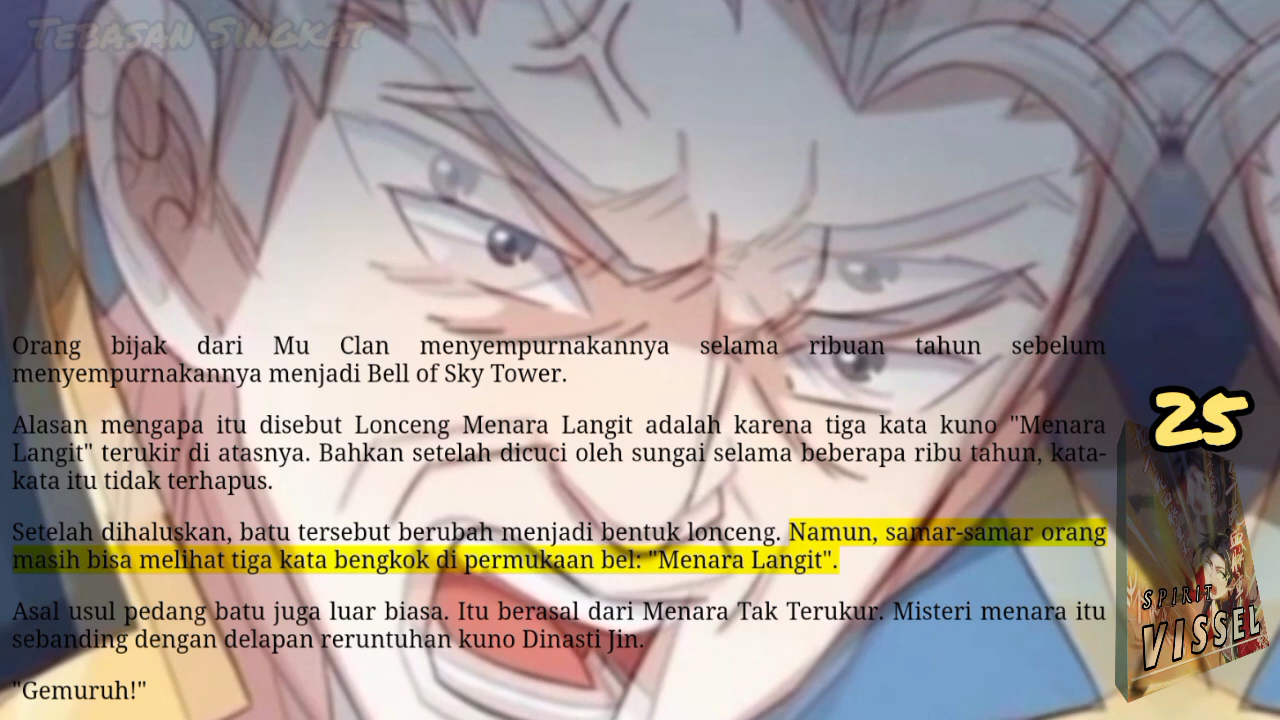 TEBASAN SINGKAT
Orang bijak dari Mu Clan menyempurnakannya selama ribuan tahun sebelum
menyempurnakannya menjadi Bell of Sky Tower.
Alasan mengapa itu disebut Lonceng Menara Langit adalah karena tiga kata kuno "Menara
Langit" terukir di atasnya. Bahkan setelah dicuci oleh sungai selama beberapa ribu tahun, kata-
kata itu tidak terhapus.
Setelah dihaluskan, batu tersebut berubah menjadi bentuk lonceng. Namun, samar-samar orang
masih bisa melihat tiga kata bengkok di permukaan bel: "Menara Langit".
Asal usul pedang batu juga luar biasa. Itu berasal dari Menara Tak Terukur. Misteri menara itu
sebanding dengan delapan reruntuhan kuno Dinasti Jin.
"Gemuruh!"
25
SPIRIT
VISSEL